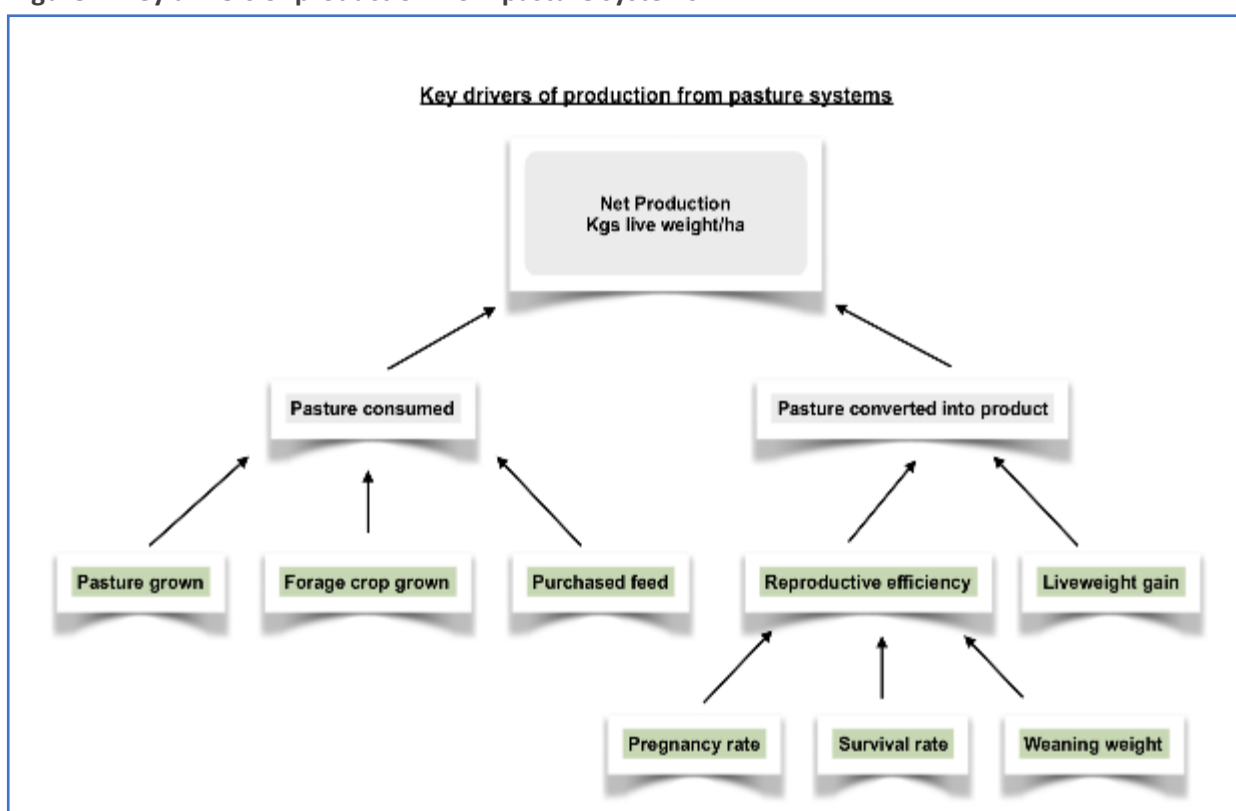 Key drivers of production from pasture systems
Net Production
Kgs live weight/ha
Pasture consumed
Pasture converted into product
Pasture grown
Forage crop grown
Purchased feed
Reproductive efficiency
Liveweight gain
Pregnancy rate
Survival rate
Weaning weight